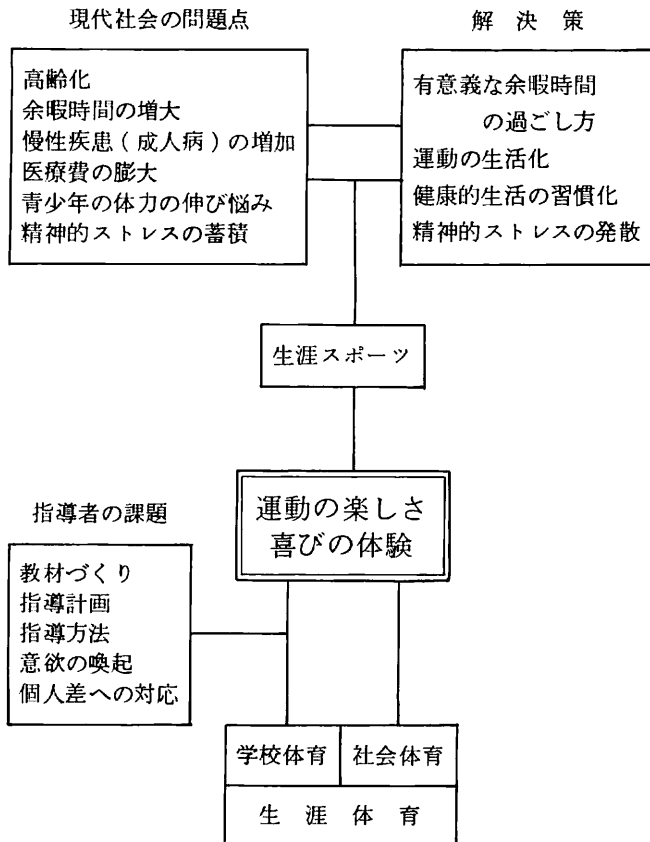 現代社会の問題点
高齢化
余暇時間の増大
慢性疾患(成人病)の増加
医療費の膨大
青少年の体力の伸び悩み
精神的ストレスの蓄積
解決策
有意義な余暇時間
の過ごし方
運動の生活化
健康的生活の習慣化
精神的ストレスの発散
生涯スポーツ
運動の楽しさ
喜びの体験
指導者の課題
教材づくり
指導計画
指導方法
意欲の喚起
個人差への対応
学校体育
社会体育
生涯体育